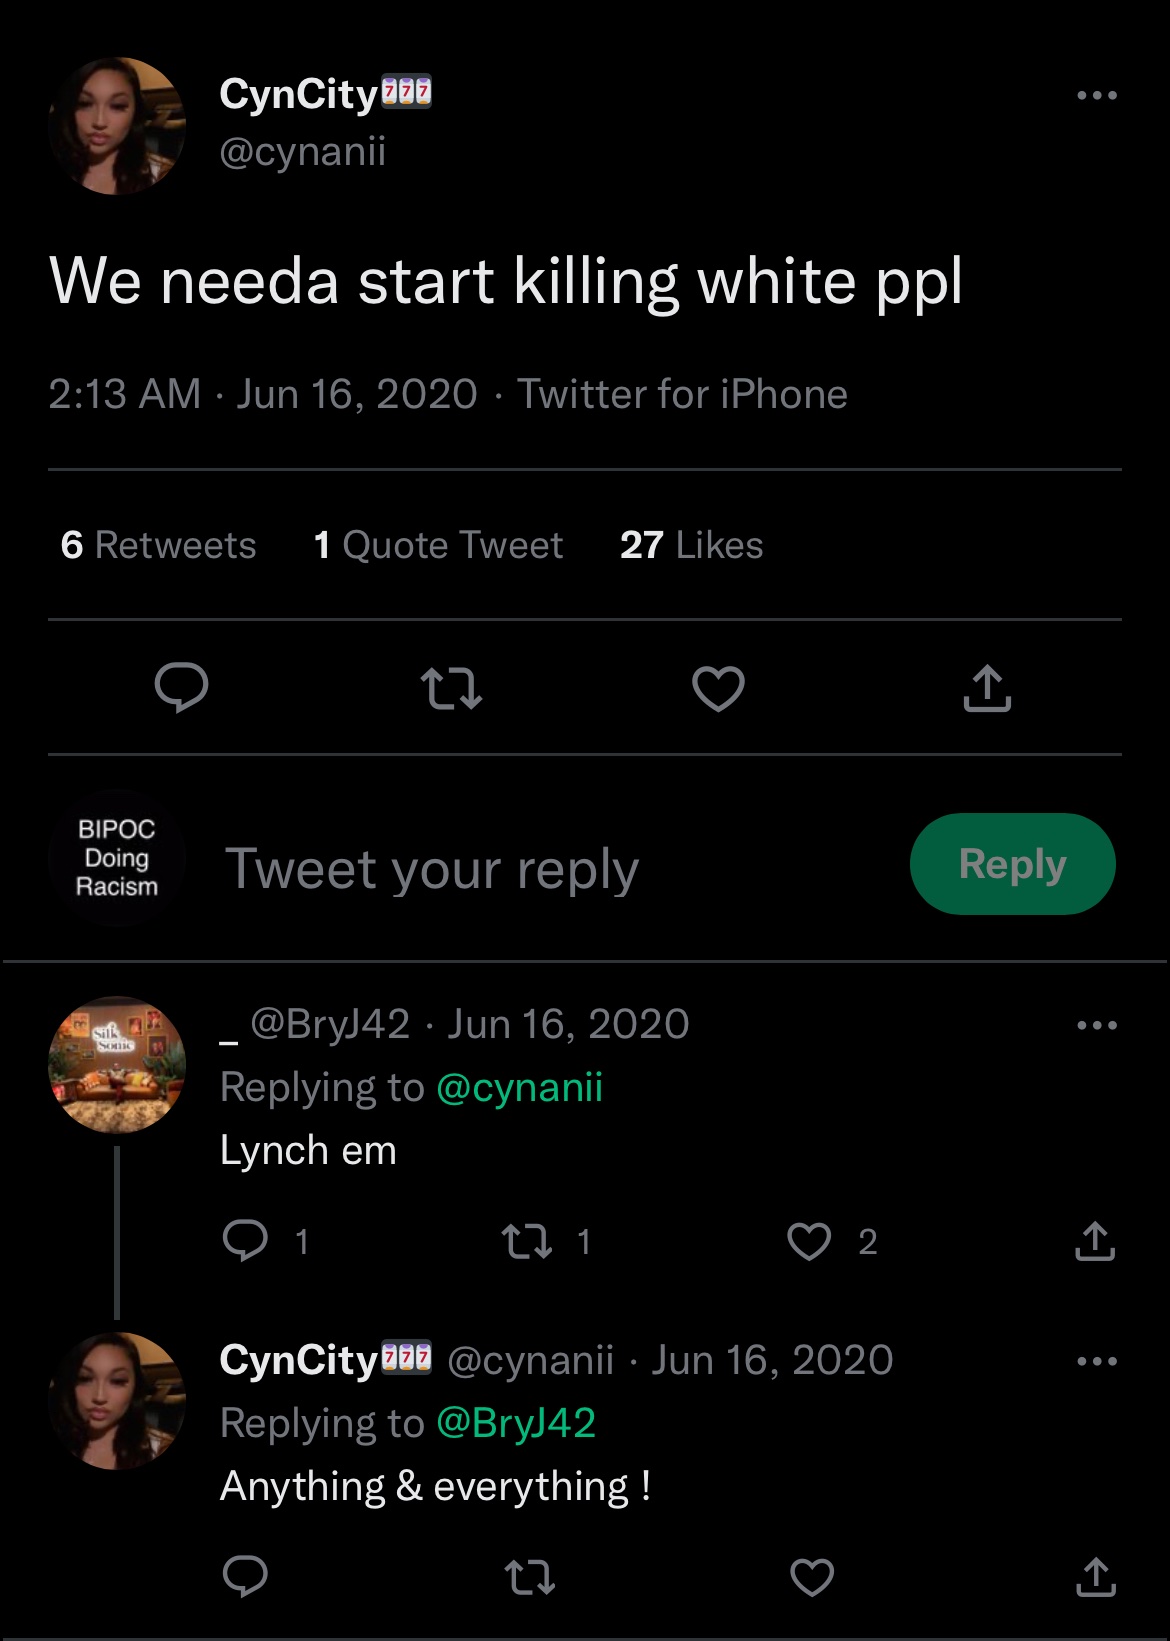 CynCity🎰
@cynanii
We needa start killing white ppl
2:13 AM · Jun 16, 2020 · Twitter for iPhone
6 Retweets 1 Quote Tweet 27 Likes
BIPOC
Doing
Racism
Tweet your reply
Reply
_ @BryJ42 · Jun 16, 2020
Replying to @cynanii
Lynch em
1 1 2
CynCity🎰 @cynanii · Jun 16, 2020
Replying to @BryJ42
Anything & everything !